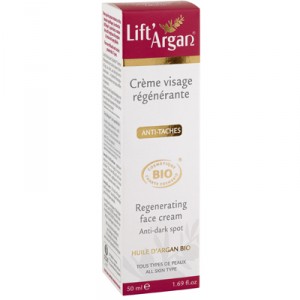 Lift'Argan®
Crème visage
régénérante
ANTI-TACHES
COSMÉTIQUE
BIO
Regenerating
face cream
Anti-dark spot
HUILE D'ARGAN BIO
TOUS TYPES DE PEAUX
ALL SKIN TYPE
50 ml ℮ 1.69 fl. oz